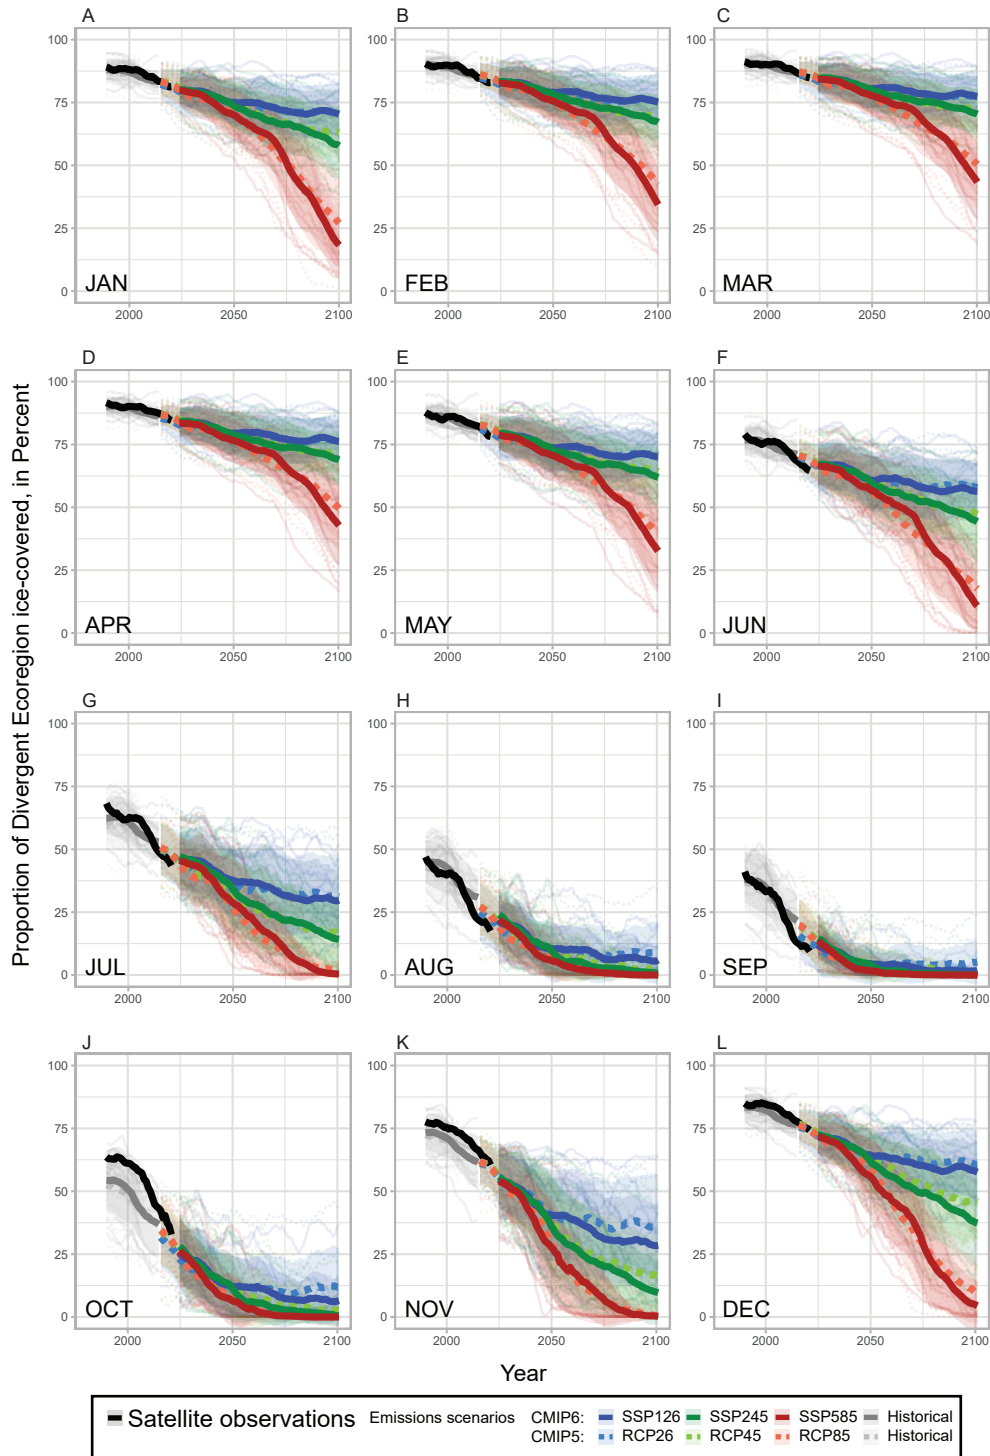 A B C
100 100 100
75 75 75
50 50 50
25 25 25
0 0 0
JAN FEB MAR
2000 2050 2100 2000 2050 2100 2000 2050 2100
D E F
100 100 100
75 75 75
50 50 50
25 25 25
0 0 0
APR MAY JUN
2000 2050 2100 2000 2050 2100 2000 2050 2100
Proportion of Divergent Ecoregion ice-covered, in Percent
G H I
100 100 100
75 75 75
50 50 50
25 25 25
0 0 0
JUL AUG SEP
2000 2050 2100 2000 2050 2100 2000 2050 2100
J K L
100 100 100
75 75 75
50 50 50
25 25 25
0 0 0
OCT NOV DEC
2000 2050 2100 2000 2050 2100 2000 2050 2100
Year
Satellite observations Emissions scenarios CMIP6: SSP126 SSP245 SSP585 Historical
CMIP5: RCP26 RCP45 RCP85 Historical